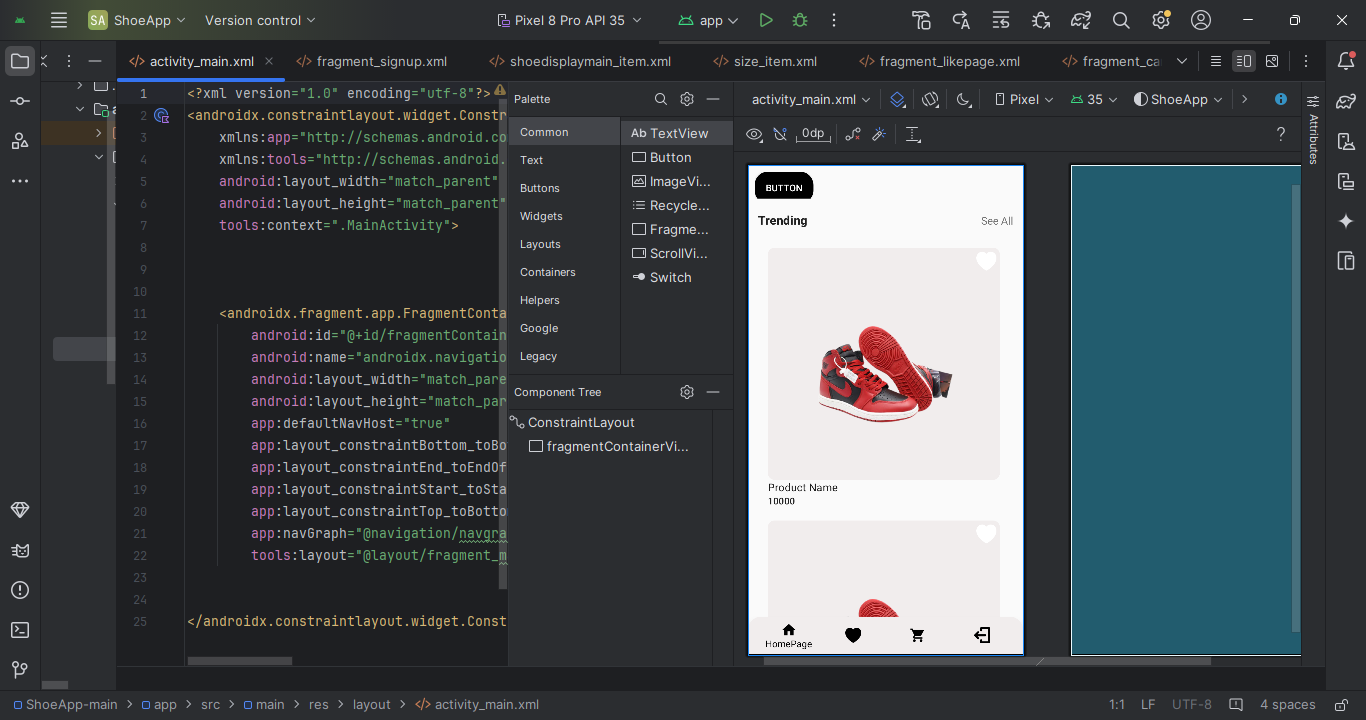 SA ShoeApp Version control Pixel 8 Pro API 35 app
activity_main.xml fragment_signup.xml shoedisplaymain_item.xml size_item.xml fragment_likepage.xml fragment_ca
1 <?xml version="1.0" encoding="utf-8"?>
2 <androidx.constraintlayout.widget.Constr
3 xmlns:app="http://schemas.android.co
4 xmlns:tools="http://schemas.android.
5 android:layout_width="match_parent"
6 android:layout_height="match_parent"
7 tools:context=".MainActivity">
8
9
10
11 <androidx.fragment.app.FragmentConta
12 android:id="@+id/fragmentContain
13 android:name="androidx.navigatio
14 android:layout_width="match_pare
15 android:layout_height="match_par
16 app:defaultNavHost="true"
17 app:layout_constraintBottom_toBo
18 app:layout_constraintEnd_toEndOf
19 app:layout_constraintStart_toSta
20 app:layout_constraintTop_toBotto
21 app:navGraph="@navigation/navgra
22 tools:layout="@layout/fragment_m
23
24
25 </androidx.constraintlayout.widget.Const
Palette
Common
Text
Buttons
Widgets
Layouts
Containers
Helpers
Google
Legacy
Ab TextView
Button
ImageVi...
Recycle...
Fragme...
ScrollVi...
Switch
Component Tree
ConstraintLayout
fragmentContainerVi...
activity_main.xml Pixel 35 ShoeApp
0dp ?
BUTTON
Trending See All
Product Name
10000
HomePage
Attributes
ShoeApp-main > app > src > main > res > layout > activity_main.xml 1:1 LF UTF-8 4 spaces